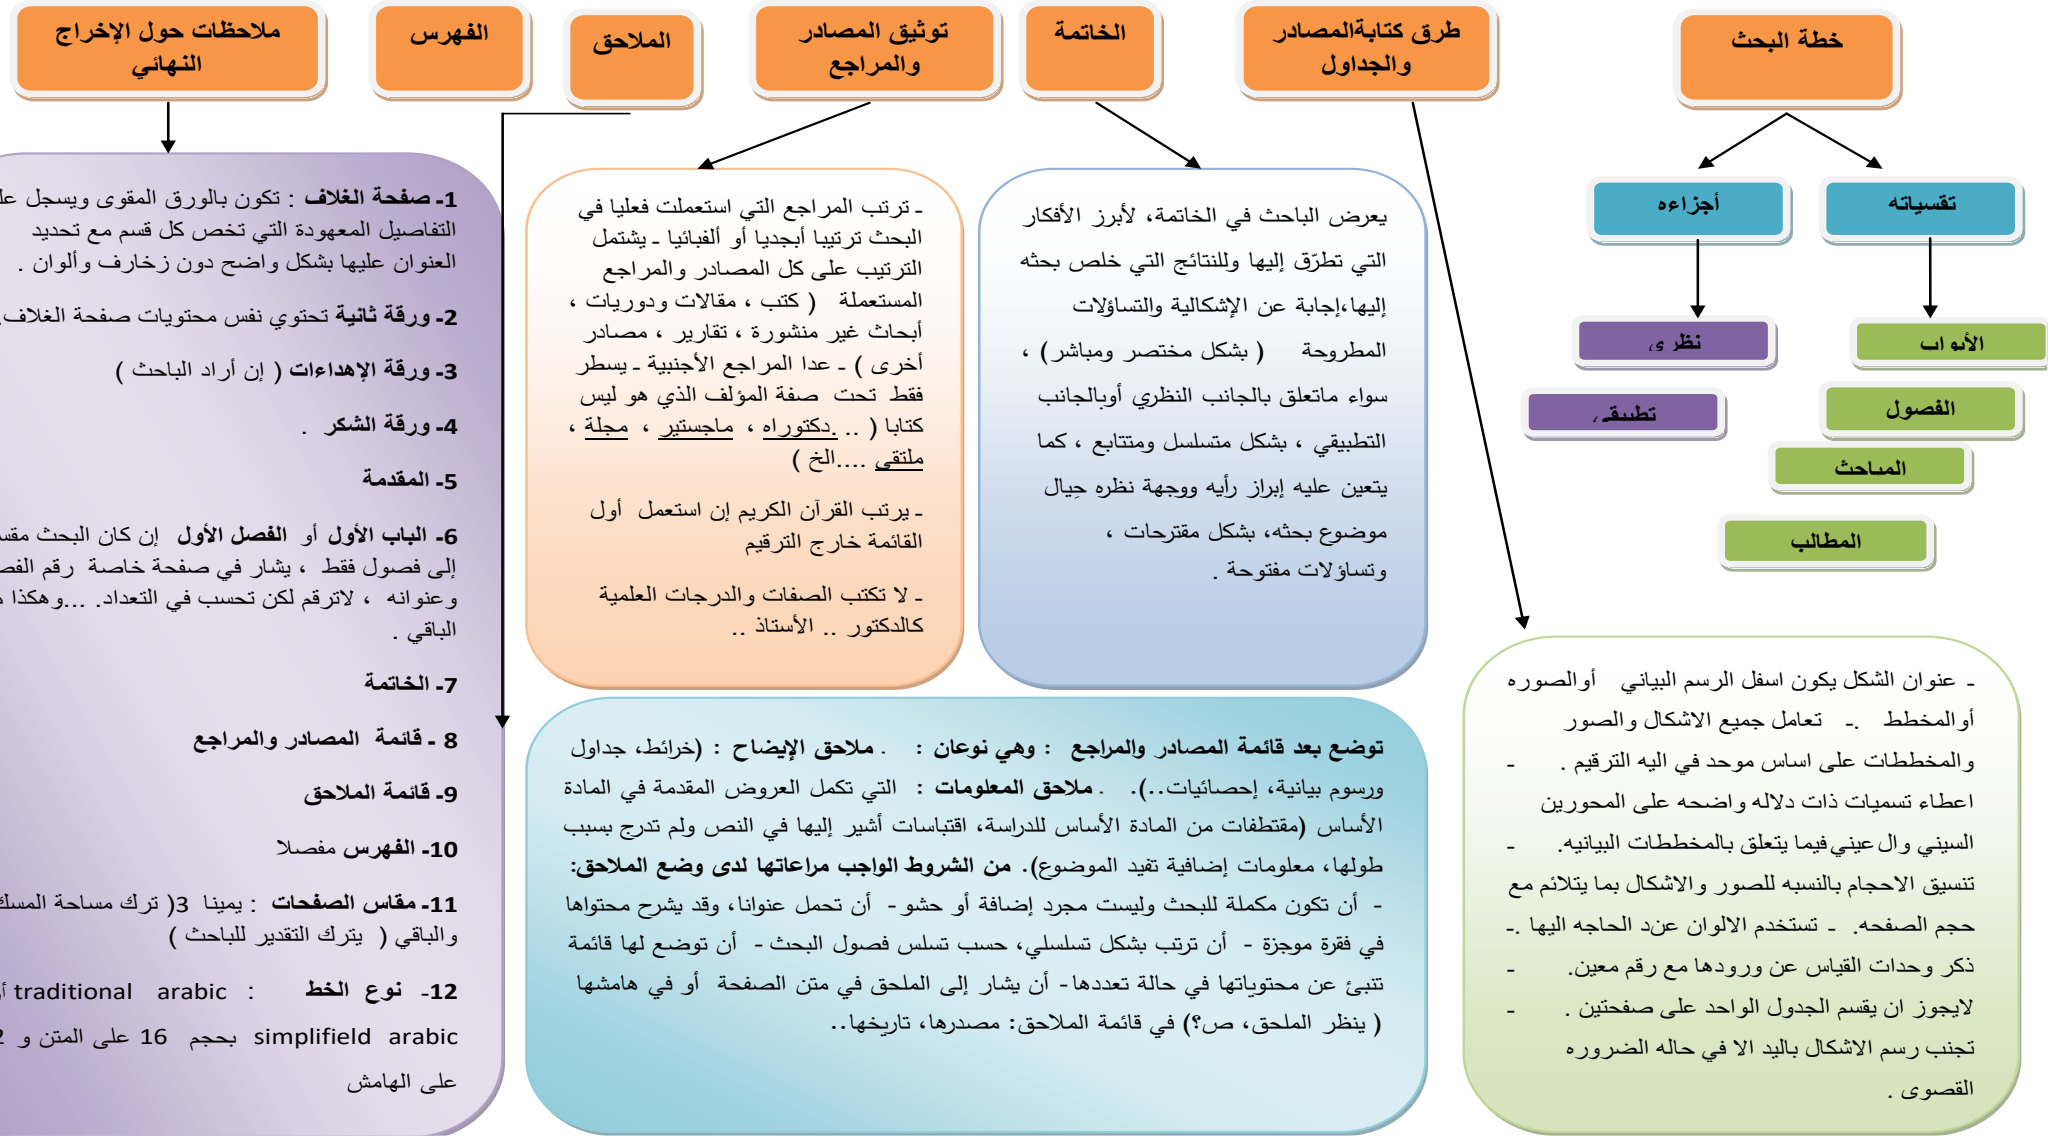 خطة البحث
طرق كتابةالمصادر
والجداول
الخاتمة
توثيق المصادر
والمراجع
الملاحق
الفهرس
ملاحظات حول الإخراج
النهائي
تقسياته
أجزاءه
الأبواب
الفصول
المباحث
المطالب
نظري
تطبيقي
ـ عنوان الشكل يكون اسفل الرسم البياني أوالصوره
أوالمخطط .ـ تعامل جميع الاشكال والصور
والمخططات على اساس موحد في اليه الترقيم . -
اعطاء تسميات ذات دلاله واضحه على المحورين
السيني وال عيني فيما يتعلق بالمخططات البيانيه. -
تنسيق الاحجام بالنسبه للصور والاشكال بما يتلائم مع
حجم الصفحه. ـ تستخدم الالوان عند الحاجه اليها .ـ
ذكر وحدات القياس عن ورودها مع رقم معين. -
لايجوز ان يقسم الجدول الواحد على صفحتين . -
تجنب رسم الاشكال باليد الا في حاله الضروره
القصوى .
يعرض الباحث في الخاتمة، لأبرز الأفكار
التي تطرّق إليها وللنتائج التي خلص بحثه
إليها،إجابة عن الإشكالية والتساؤلات
المطروحة ( بشكل مختصر ومباشر) ،
سواء ماتعلق بالجانب النظري أوبالجانب
التطبيقي ، بشكل متسلسل ومتتابع ، كما
يتعين عليه إبراز رأيه ووجهة نظره حِيال
موضوع بحثه، بشكل مقترحات ،
وتساؤلات مفتوحة .
ـ ترتب المراجع التي استعملت فعليا في
البحث ترتيبا أبجديا أو ألفبائيا ـ يشتمل
الترتيب على كل المصادر والمراجع
المستعملة ( كتب ، مقالات ودوريات ،
أبحاث غير منشورة ، تقارير ، مصادر
أخرى ) ـ عدا المراجع الأجنبية ـ يسطر
فقط تحت صفة المؤلف الذي هو ليس
كتابا ( .. .دكتوراه ، ماجستير ، مجلة ،
ملتقى ....الخ )
ـ يرتب القرآن الكريم إن استعمل أول
القائمة خارج الترقيم
ـ لا تكتب الصفات والدرجات العلمية
كالدكتور .. الأستاذ ..
توضع بعد قائمة المصادر والمراجع : وهي نوعان : . ملاحق الإيضاح : (خرائط، جداول
ورسوم بيانية، إحصائيات..). . ملاحق المعلومات : التي تكمل العروض المقدمة في المادة
الأساس (مقتطفات من المادة الأساس للدراسة، اقتباسات أشير إليها في النص ولم تدرج بسبب
طولها، معلومات إضافية تفيد الموضوع). من الشروط الواجب مراعاتها لدى وضع الملاحق:
- أن تكون مكملة للبحث وليست مجرد إضافة أو حشو - أن تحمل عنوانا، وقد يشرح محتواها
في فقرة موجزة - أن ترتب بشكل تسلسلي، حسب تسلس فصول البحث - أن توضع لها قائمة
تنبئ عن محتوياتها في حالة تعددها - أن يشار إلى الملحق في متن الصفحة أو في هامشها
( ينظر الملحق، ص؟) في قائمة الملاحق: مصدرها، تاريخها..
1- صفحة الغلاف : تكون بالورق المقوى ويسجل
التفاصيل المعهودة التي تخص كل قسم مع تحديد
العنوان عليها بشكل واضح دون زخارف وألوان .
2- ورقة ثانية تحتوي نفس محتويات صفحة الغلاف
3- ورقة الإهداءات ( إن أراد الباحث )
4- ورقة الشكر .
5- المقدمة
6- الباب الأول أو الفصل الأول إن كان البحث
إلى فصول فقط ، يشار في صفحة خاصة رقم
وعنوانه ، لاترقم لكن تحسب في التعداد. ...وهكذا
الباقي .
7- الخاتمة
8 ـ قائمة المصادر والمراجع
9- قائمة الملاحق
10- الفهرس مفصلا
11- مقاس الصفحات : يمينا 3( ترك مساحة
والباقي ( يترك التقدير للباحث )
12- نوع الخط : traditional arabic
simplifield arabic بحجم 16 على المتن و
على الهامش